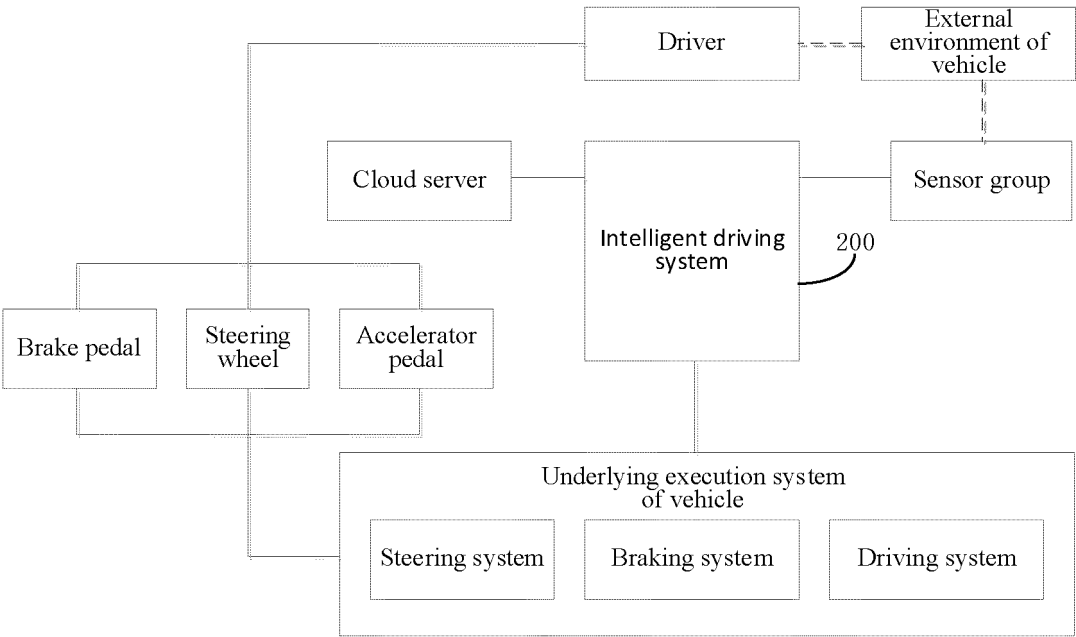 Driver
External
environment of
vehicle
Cloud server
Intelligent driving
system
Sensor group
200
Brake pedal
Steering
wheel
Accelerator
pedal
Underlying execution system
of vehicle
Steering system
Braking system
Driving system